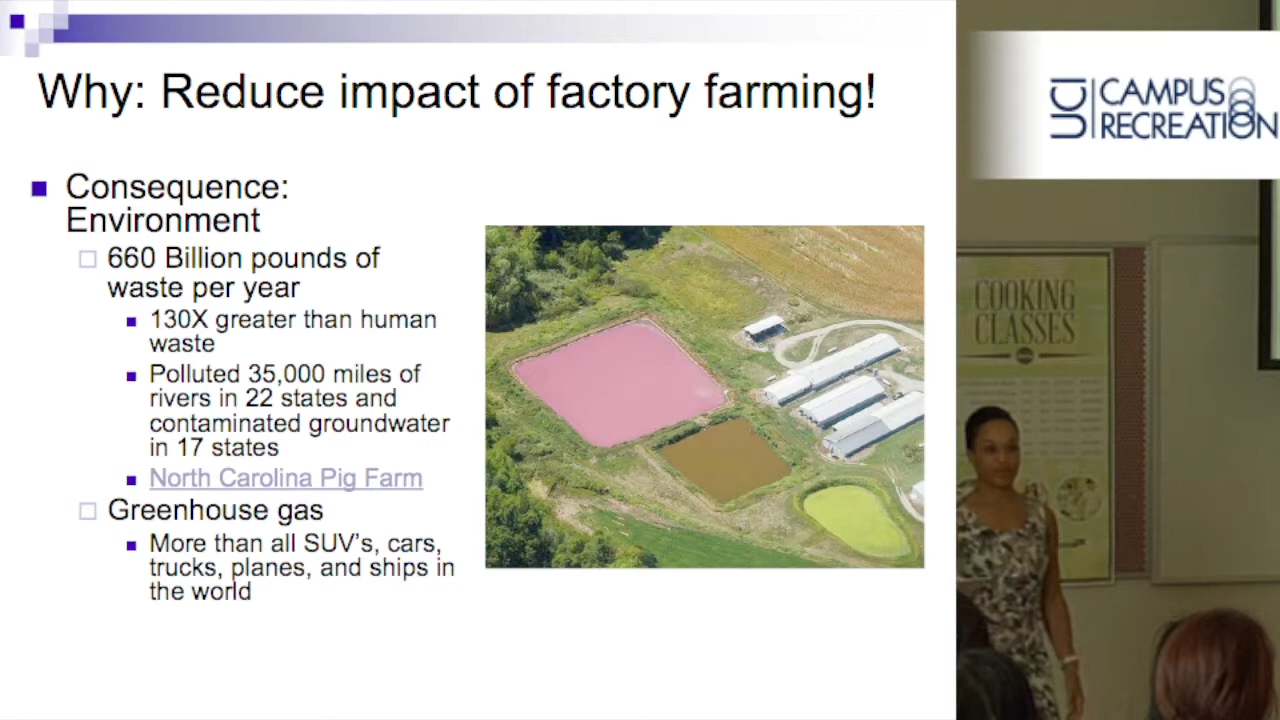 Why: Reduce impact of factory farming!
Consequence:
Environment
660 Billion pounds of
waste per year
130X greater than human
waste
Polluted 35,000 miles of
rivers in 22 states and
contaminated groundwater
in 17 states
North Carolina Pig Farm
Greenhouse gas
More than all SUV's, cars,
trucks, planes, and ships in
the world
UCI
CAMPUS
RECREATION
COOKING
CLASSES